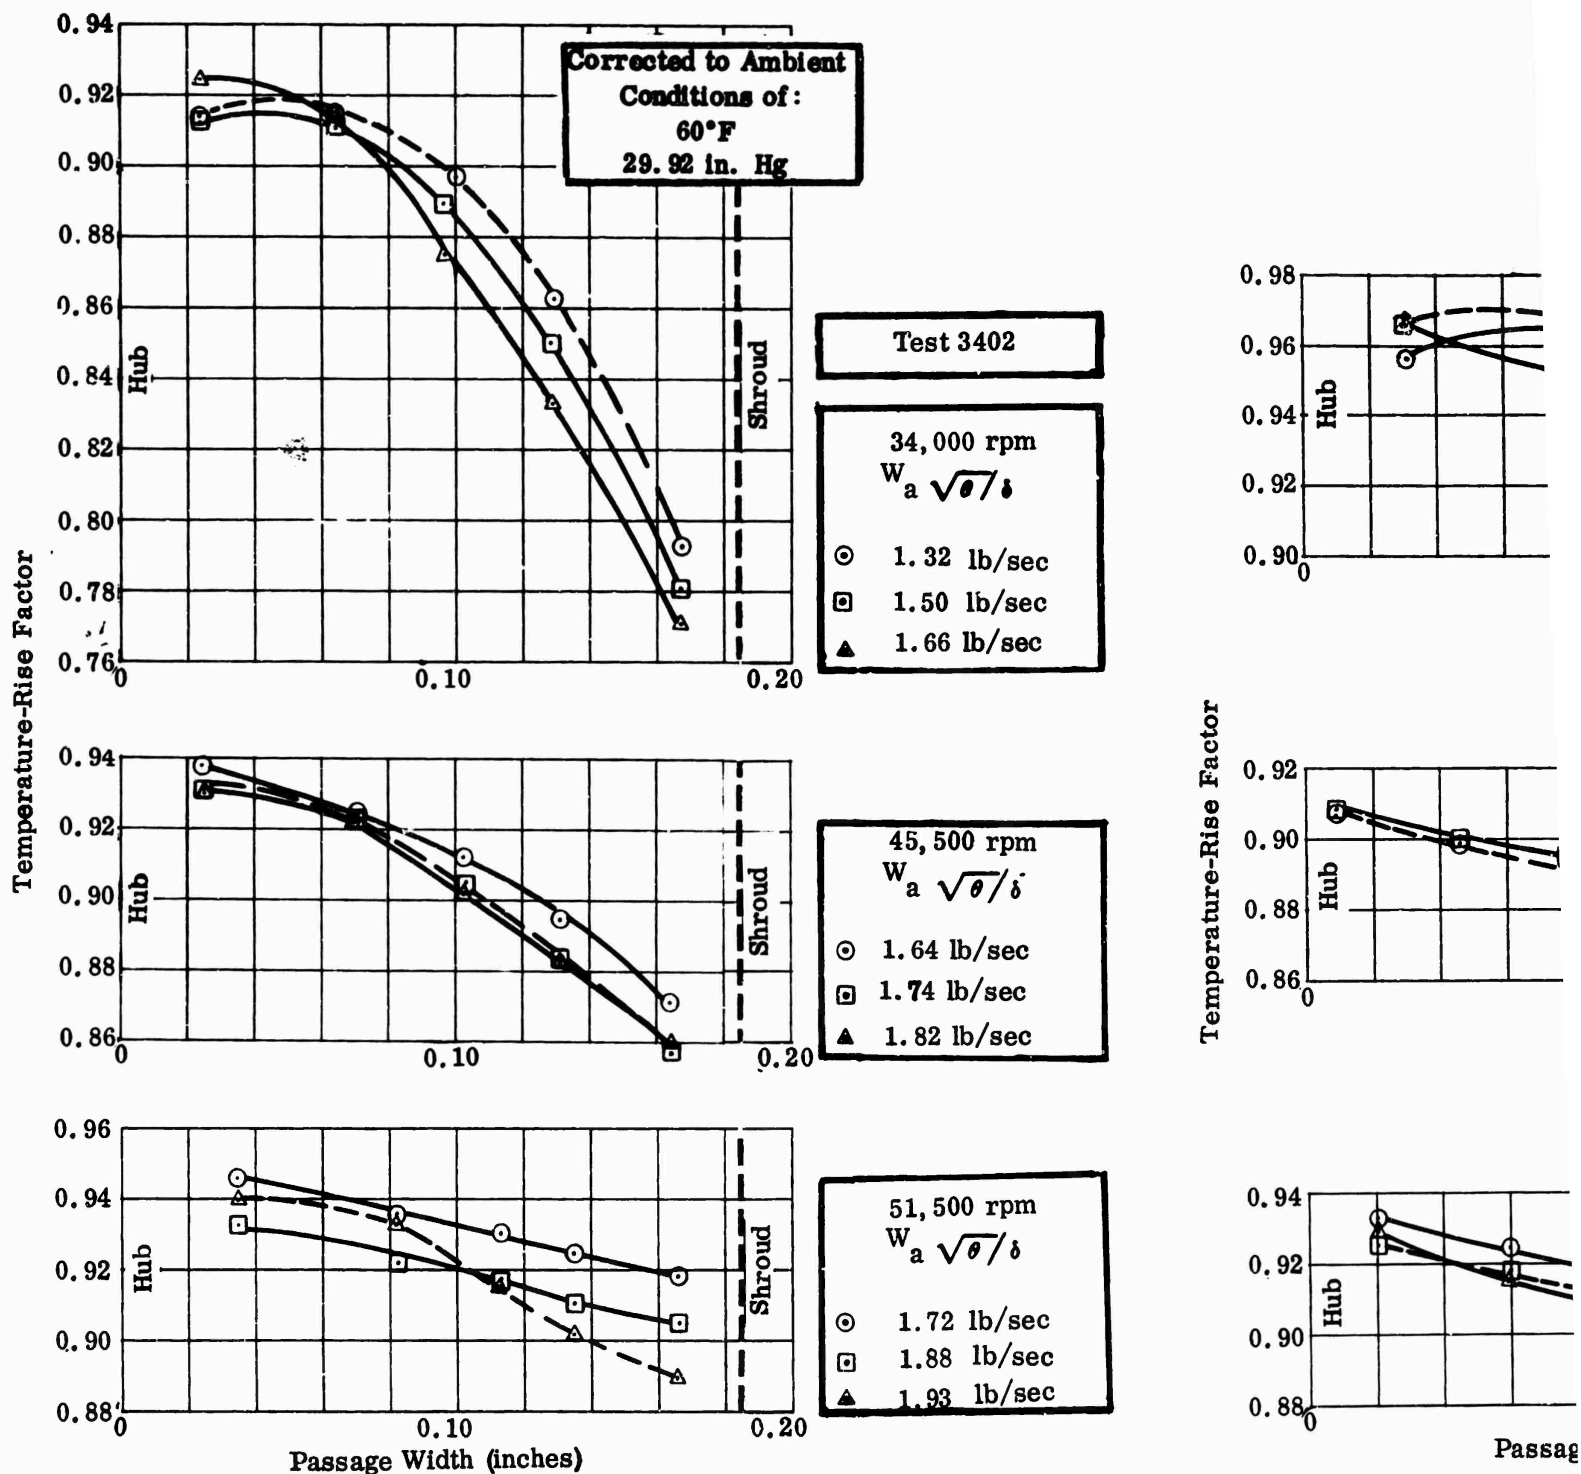 0.94
0.92
0.90
0.88
0.86
0.84
0.82
0.80
0.78
0.76
0
0.10
0.20
Hub
Shroud
Corrected to Ambient
Conditions of:
60°F
29.92 in. Hg
Test 3402
34,000 rpm
Wa √θ/δ
1.32 lb/sec
1.50 lb/sec
1.66 lb/sec
Temperature-Rise Factor
0.94
0.92
0.90
0.88
0.86
0
0.10
0.20
Hub
Shroud
45,500 rpm
Wa √θ/δ
1.64 lb/sec
1.74 lb/sec
1.82 lb/sec
0.96
0.94
0.92
0.90
0.88
0
0.10
0.20
Hub
Shroud
51,500 rpm
Wa √θ/δ
1.72 lb/sec
1.88 lb/sec
1.93 lb/sec
Passage Width (inches)
0.98
0.96
0.94
0.92
0.90
0
Hub
Temperature-Rise Factor
0.92
0.90
0.88
0.86
0
Hub
0.94
0.92
0.90
0.88
0
Hub
Passag